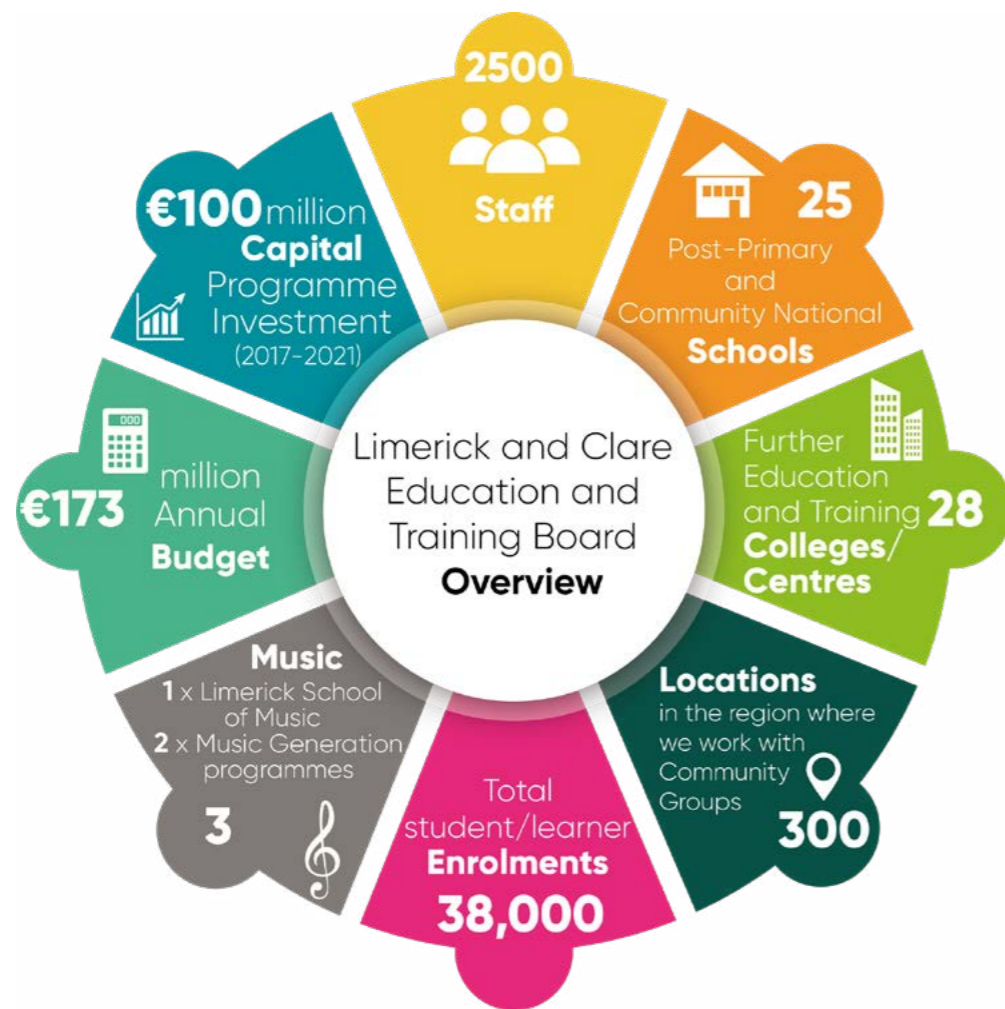 Limerick and Clare
Education and
Training Board
Overview
2500
Staff
25
Post-Primary
and
Community National
Schools
Further
Education
and Training 28
Colleges/
Centres
Locations
in the region where
we work with
Community
Groups
300
Total
student/learner
Enrolments
38,000
Music
1 x Limerick School
of Music
2 x Music Generation
programmes
3
€173 million
Annual
Budget
000
€100 million
Capital
Programme
Investment
(2017-2021)